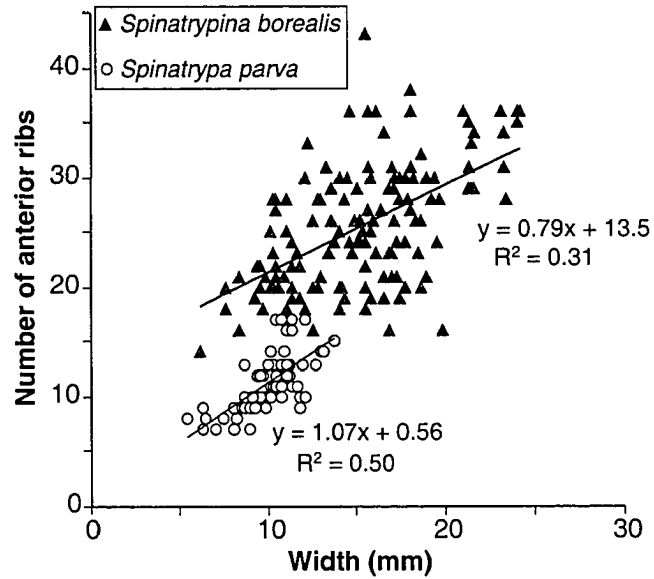 Spinatrypina borealis
Spinatrypa parva
Number of anterior ribs
40
30
20
10
0
y = 0.79x + 13.5
R² = 0.31
y = 1.07x + 0.56
R² = 0.50
0
10
20
30
Width (mm)